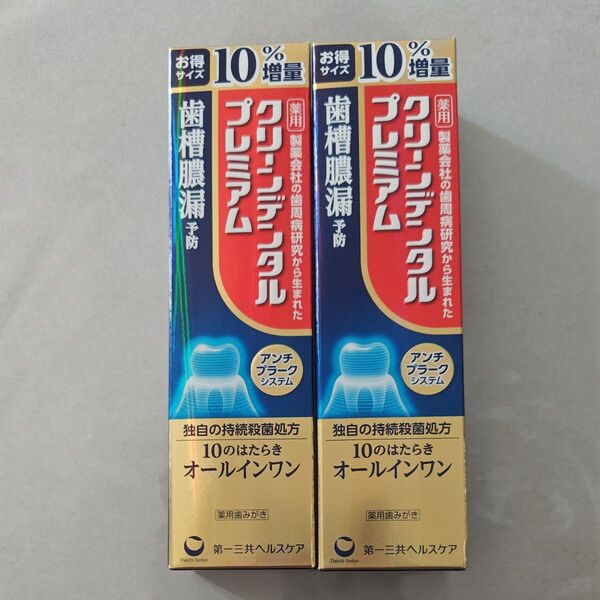 お得
サイズ
10%
増量
薬用
製薬会社の歯周病研究から生まれた
クリーンデンタル
プレミアム
歯槽膿漏
予防
アンチ
プラーク
システム
独自の持続殺菌処方
10のはたらき
オールインワン
薬用歯みがき
Daiichi-Sankyo
第一三共ヘルスケア
お得
サイズ
10%
増量
薬用
製薬会社の歯周病研究から生まれた
クリーンデンタル
プレミアム
歯槽膿漏
予防
アンチ
プラーク
システム
独自の持続殺菌処方
10のはたらき
オールインワン
薬用歯みがき
Daiichi-Sankyo
第一三共ヘルスケア